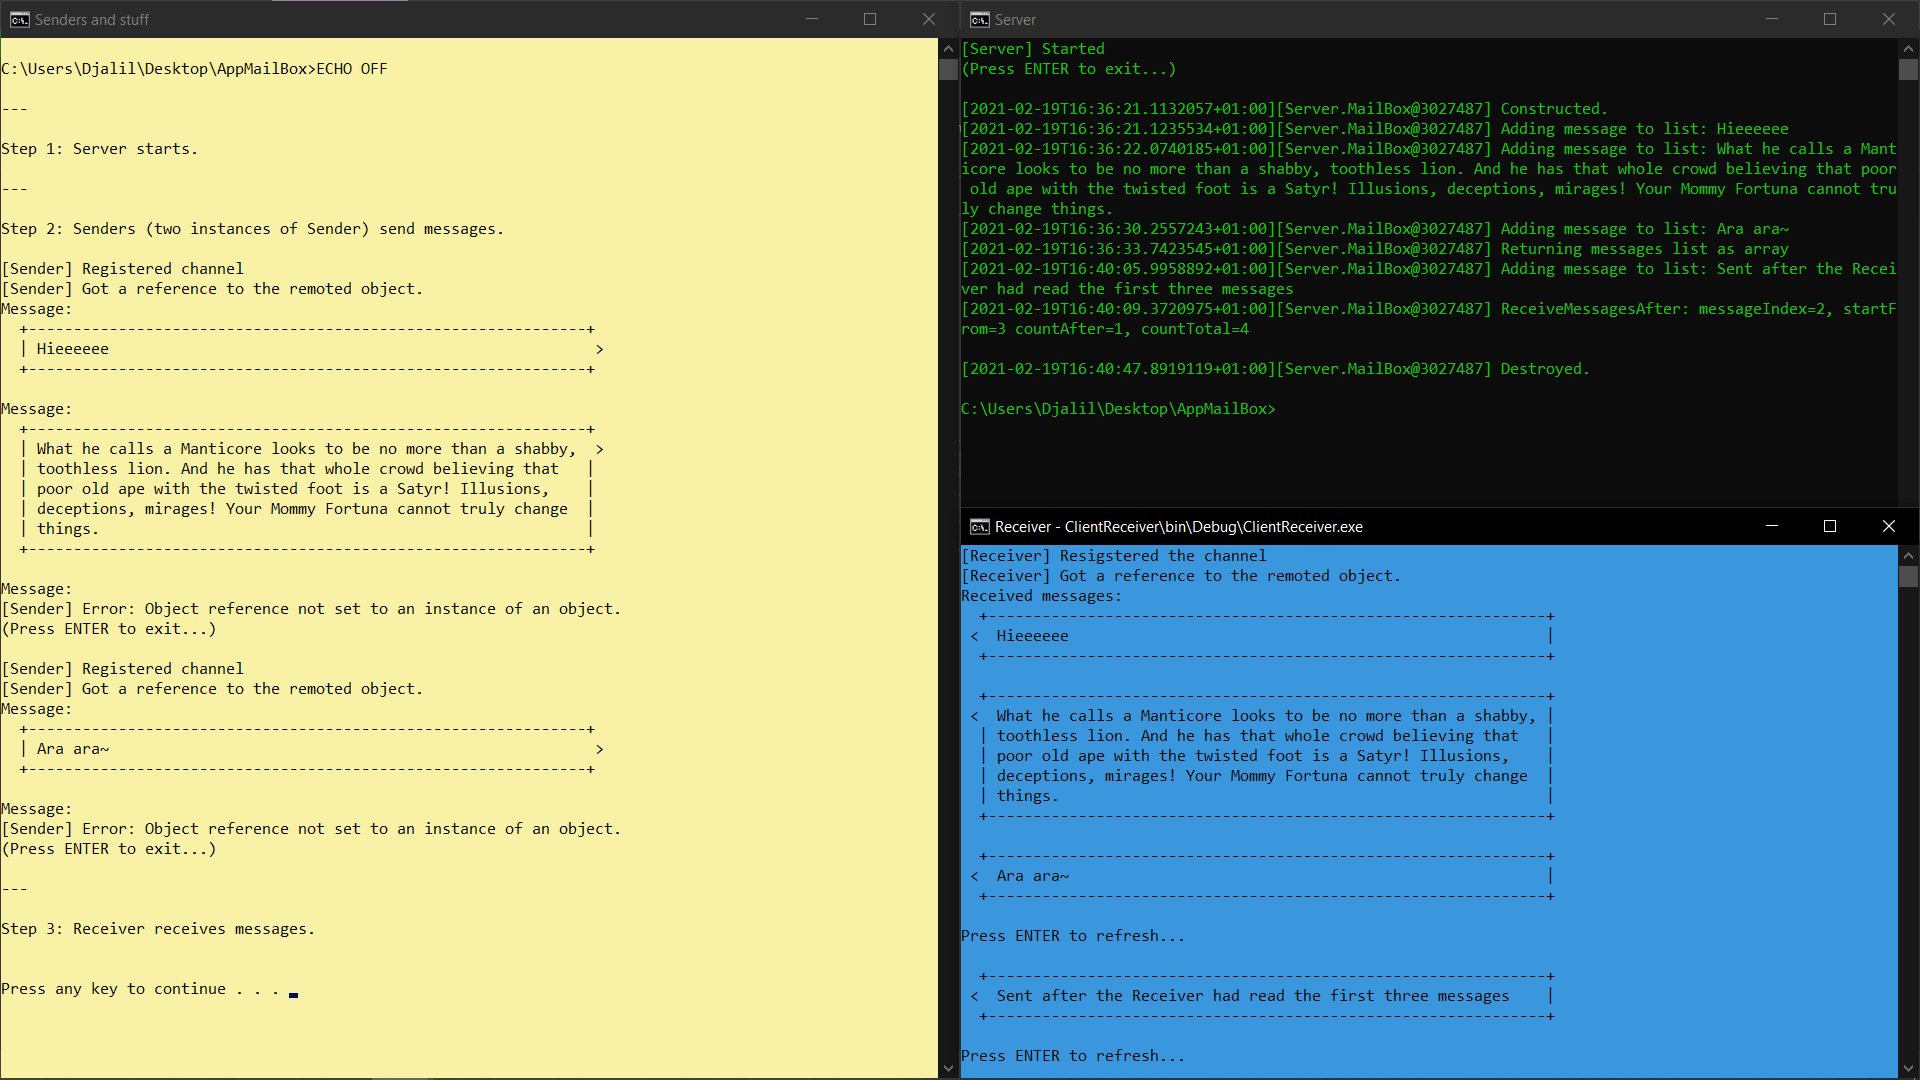 Senders and stuff
C:\Users\Djalil\Desktop\AppMailBox>ECHO OFF
---
Step 1: Server starts.
---
Step 2: Senders (two instances of Sender) send messages.
[Sender] Registered channel
[Sender] Got a reference to the remoted object.
Message:
+--------------------------------------------------------------+
| Hieeeeee >
+--------------------------------------------------------------+
Message:
+--------------------------------------------------------------+
| What he calls a Manticore looks to be no more than a shabby, >
| toothless lion. And he has that whole crowd believing that |
| poor old ape with the twisted foot is a Satyr! Illusions, |
| deceptions, mirages! Your Mommy Fortuna cannot truly change |
| things. |
+--------------------------------------------------------------+
Message:
[Sender] Error: Object reference not set to an instance of an object.
(Press ENTER to exit...)
[Sender] Registered channel
[Sender] Got a reference to the remoted object.
Message:
+--------------------------------------------------------------+
| Ara ara~ >
+--------------------------------------------------------------+
Message:
[Sender] Error: Object reference not set to an instance of an object.
(Press ENTER to exit...)
---
Step 3: Receiver receives messages.
Press any key to continue . . .
Server
[Server] Started
(Press ENTER to exit...)
[2021-02-19T16:36:21.1132057+01:00][Server.MailBox@3027487] Constructed.
[2021-02-19T16:36:21.1235534+01:00][Server.MailBox@3027487] Adding message to list: Hieeeeee
[2021-02-19T16:36:22.0740185+01:00][Server.MailBox@3027487] Adding message to list: What he calls a Mant
icore looks to be no more than a shabby, toothless lion. And he has that whole crowd believing that poor
old ape with the twisted foot is a Satyr! Illusions, deceptions, mirages! Your Mommy Fortuna cannot tru
ly change things.
[2021-02-19T16:36:30.2557243+01:00][Server.MailBox@3027487] Adding message to list: Ara ara~
[2021-02-19T16:36:33.7423545+01:00][Server.MailBox@3027487] Returning messages list as array
[2021-02-19T16:40:05.9958892+01:00][Server.MailBox@3027487] Adding message to list: Sent after the Recei
ver had read the first three messages
[2021-02-19T16:40:09.3720975+01:00][Server.MailBox@3027487] ReceiveMessagesAfter: messageIndex=2, startF
rom=3 countAfter=1, countTotal=4
[2021-02-19T16:40:47.8919119+01:00][Server.MailBox@3027487] Destroyed.
C:\Users\Djalil\Desktop\AppMailBox>
Receiver - ClientReceiver\bin\Debug\ClientReceiver.exe
[Receiver] Resigstered the channel
[Receiver] Got a reference to the remoted object.
Received messages:
+--------------------------------------------------------------+
< Hieeeeee |
+--------------------------------------------------------------+
+--------------------------------------------------------------+
< What he calls a Manticore looks to be no more than a shabby, |
| toothless lion. And he has that whole crowd believing that |
| poor old ape with the twisted foot is a Satyr! Illusions, |
| deceptions, mirages! Your Mommy Fortuna cannot truly change |
| things. |
+--------------------------------------------------------------+
+--------------------------------------------------------------+
< Ara ara~ |
+--------------------------------------------------------------+
Press ENTER to refresh...
+--------------------------------------------------------------+
< Sent after the Receiver had read the first three messages |
+--------------------------------------------------------------+
Press ENTER to refresh...